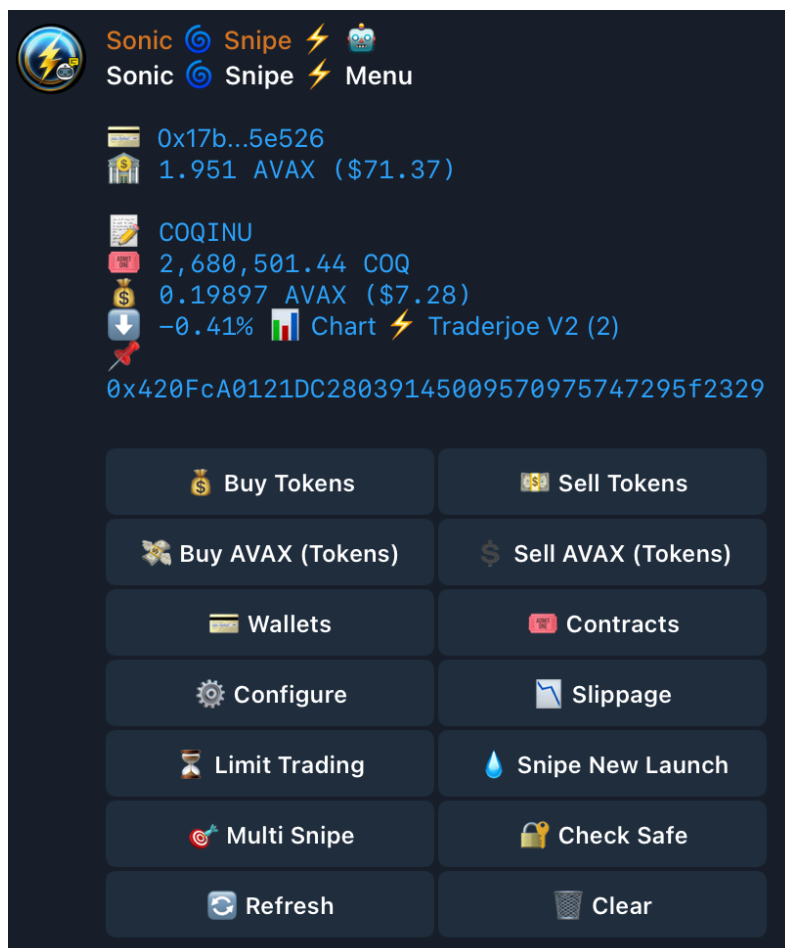 Sonic 🌀 Snipe ⚡ 🤖
Sonic 🌀 Snipe ⚡ Menu
💳 0x17b...5e526
🏦 1.951 AVAX ($71.37)
📝 COQINU
🎟 2,680,501.44 COQ
💰 0.19897 AVAX ($7.28)
⬇️ -0.41% 📊 Chart ⚡ Traderjoe V2 (2)
📌
0x420FcA0121DC28039145009570975747295f2329
💰 Buy Tokens
💵 Sell Tokens
💸 Buy AVAX (Tokens)
💲 Sell AVAX (Tokens)
💳 Wallets
🎟 Contracts
⚙️ Configure
📉 Slippage
⏳ Limit Trading
💧 Snipe New Launch
🎯 Multi Snipe
🔐 Check Safe
🔄 Refresh
🗑 Clear